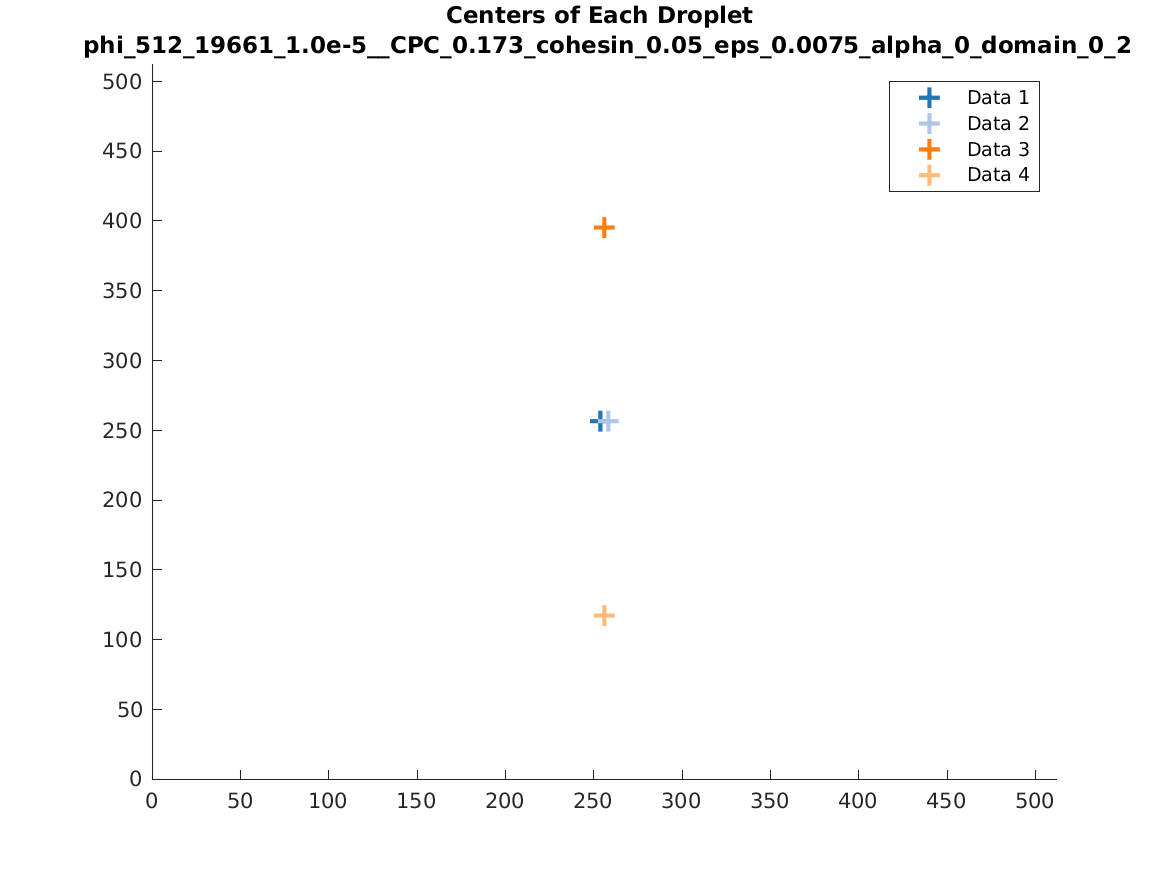 Centers of Each Droplet
phi_512_19661_1.0e-5__CPC_0.173_cohesin_0.05_eps_0.0075_alpha_0_domain_0_2
500
450
400
350
300
250
200
150
100
50
0
0 50 100 150 200 250 300 350 400 450 500
Data 1
Data 2
Data 3
Data 4